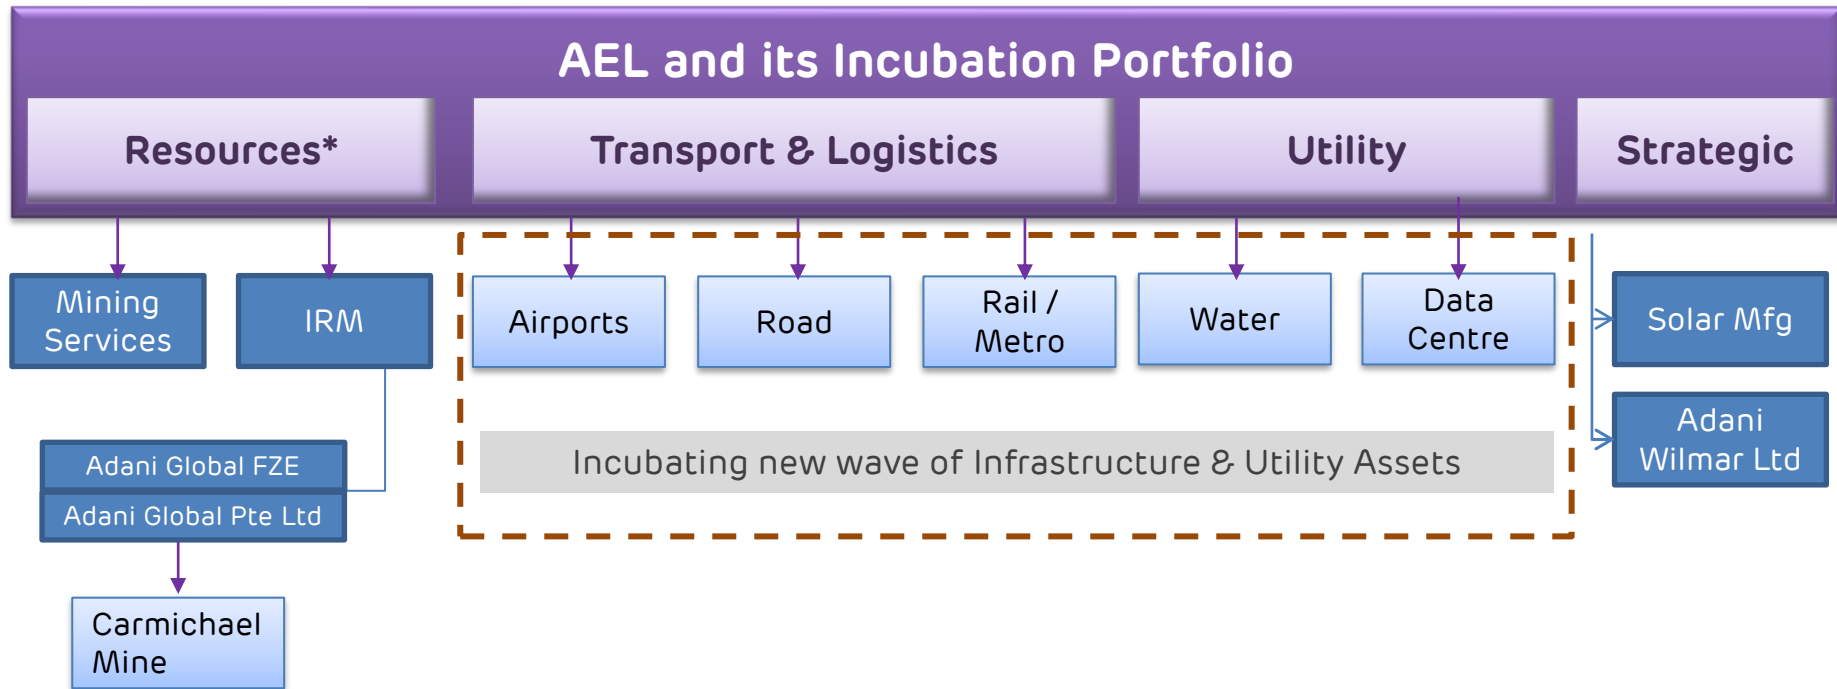 AEL and its Incubation Portfolio
Resources*
Transport & Logistics
Utility
Strategic
Mining
Services
IRM
Airports
Road
Rail /
Metro
Water
Data
Centre
Solar Mfg
Adani
Wilmar Ltd
Adani Global FZE
Adani Global Pte Ltd
Incubating new wave of Infrastructure & Utility Assets
Carmichael
Mine